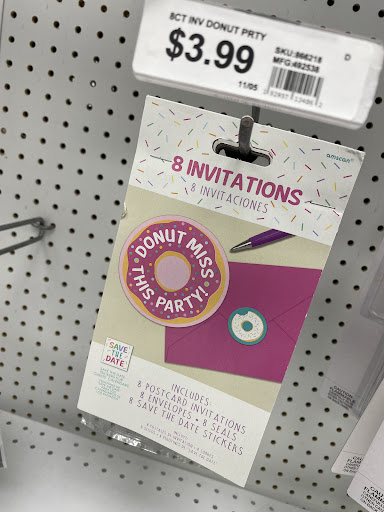 8CT INV DONUT PRTY
$3.99
SKU:866218
MFG:492538
D
11/05
amscan
8 INVITATIONS
8 INVITACIONES
DONUT MISS
THIS PARTY!
SAVE
THE
DATE
INCLUDES
8 POSTCARD INVITATIONS
8 ENVELOPES • 8 SEALS
8 SAVE THE DATE STICKERS